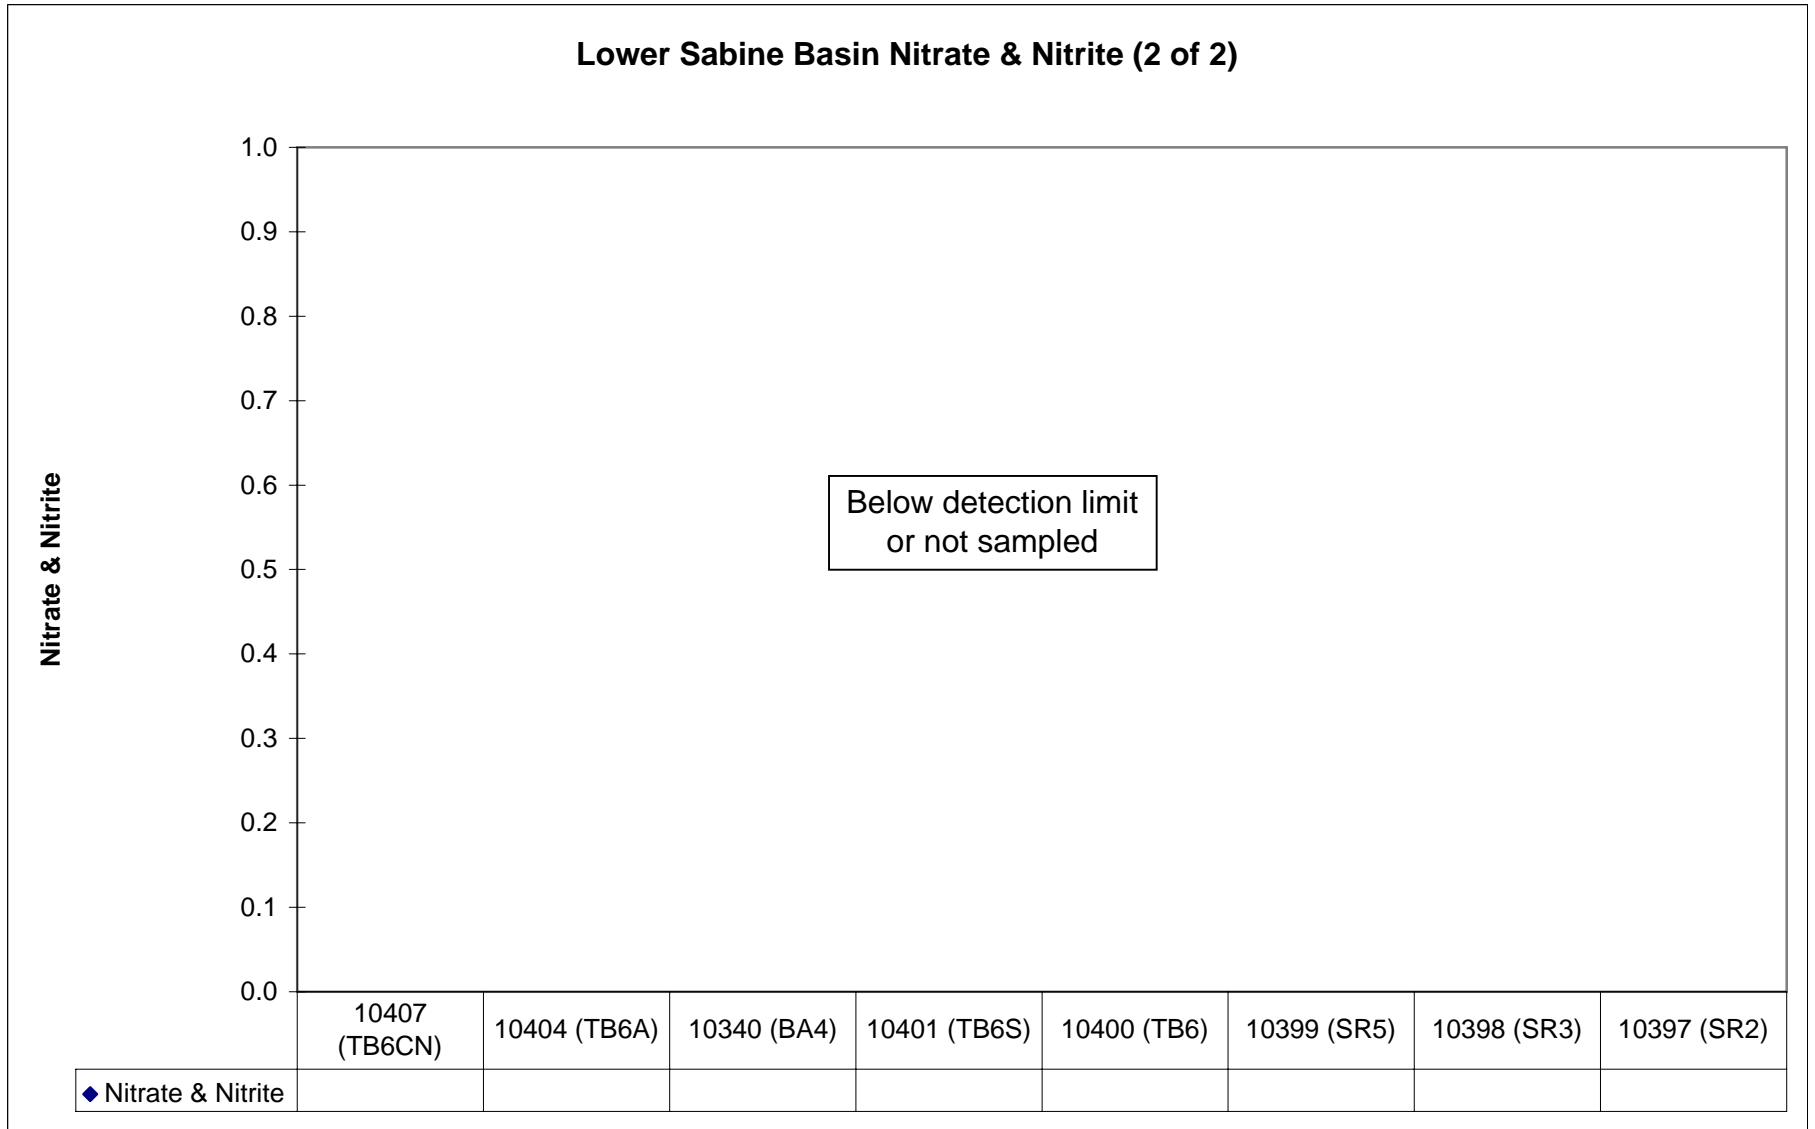 Lower Sabine Basin Nitrate & Nitrite (2 of 2)
1.0
0.9
0.8
0.7
0.6
0.5
0.4
0.3
0.2
0.1
0.0
Nitrate & Nitrite
Below detection limit
or not sampled
10407
(TB6CN)
10404 (TB6A)
10340 (BA4)
10401 (TB6S)
10400 (TB6)
10399 (SR5)
10398 (SR3)
10397 (SR2)
Nitrate & Nitrite